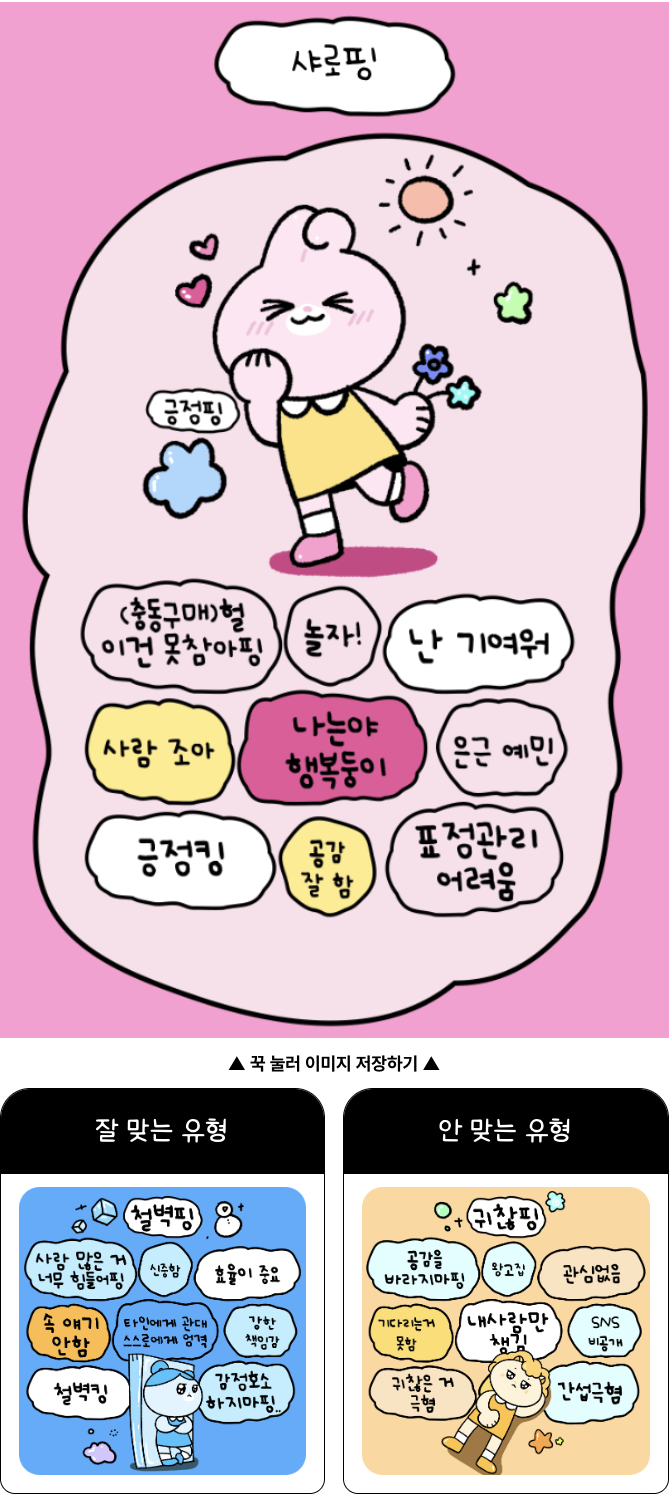 샤로핑
긍정핑
(충동구매)헐
이건 못참아핑
놀자!
난 기여워
사람 조아
나는야
행복둥이
은근 예민
긍정킹
공감
잘 함
표정관리
어려움
▲ 꾹 눌러 이미지 저장하기 ▲
잘 맞는 유형
철벽핑
사람 많은 거
너무 힘들어핑
신중함
효율이 중요
속 얘기
안함
타인에게 관대
스스로에게 엄격
강한
책임감
철벽킹
감정호소
하지마핑..
안 맞는 유형
귀찮핑
공감을
바라지마핑
왕고집
관심없음
기다리는거
못함
내사람만
챙김
SNS
비공개
귀찮은 거
극혐
간섭극혐